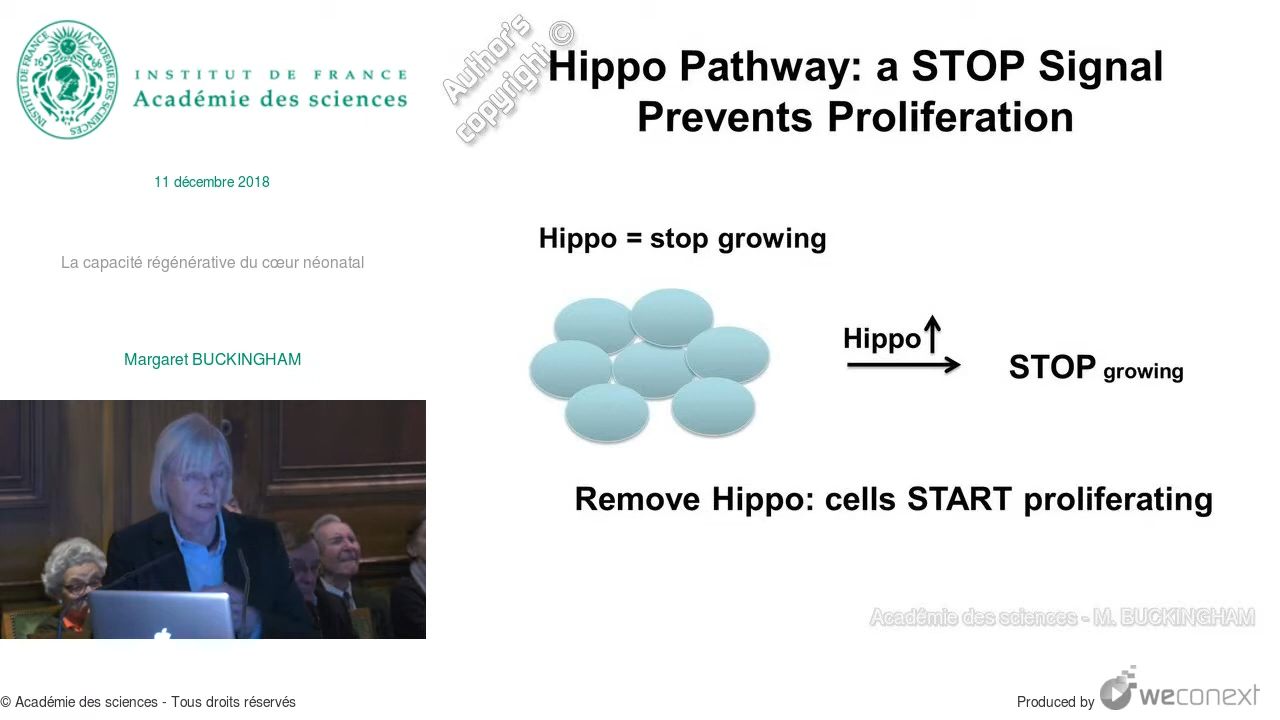 INSTITUT DE FRANCE
Académie des sciences
11 décembre 2018
La capacité régénérative du cœur néonatal
Margaret BUCKINGHAM
Author's
copyright ©
Hippo Pathway: a STOP Signal
Prevents Proliferation
Hippo = stop growing
Hippo
STOP growing
Remove Hippo: cells START proliferating
Académie des sciences - M. BUCKINGHAM
© Académie des sciences - Tous droits réservés
Produced by weconext